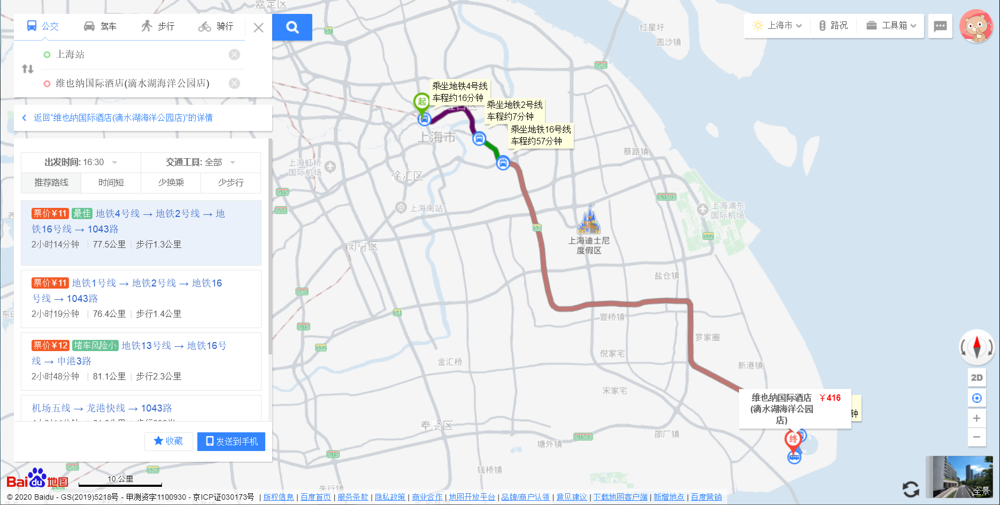 公交
驾车
步行
骑行
上海站
维也纳国际酒店(滴水湖海洋公园店)
返回"维也纳国际酒店(滴水湖海洋公园店)"的详情
出发时间: 16:30
交通工具: 全部
推荐路线
时间短
少换乘
少步行
票价¥11 最佳 地铁4号线 → 地铁2号线 → 地
铁16号线 → 1043路
2小时14分钟 | 77.5公里 | 步行1.3公里
票价¥11 地铁1号线 → 地铁2号线 → 地铁16
号线 → 1043路
2小时19分钟 | 76.4公里 | 步行1.4公里
票价¥12 堵车风险小 地铁13号线 → 地铁16号
线 → 申港3路
2小时48分钟 | 81.1公里 | 步行2.3公里
机场五线 → 龙港快线 → 1043路
收藏
发送到手机
上海市
路况
工具箱
嘉定区
S7
红星圩
圆沙镇
G40
乘坐地铁4号线
车程约16分钟
起
乘坐地铁2号线
车程约7分钟
乘坐地铁16号线
车程约57分钟
上海市
蔡路镇
上海虹桥
国际机场
徐汇区
G15
G50
上海南站
G1503
上海浦东
国际机场
S3
S32
上海迪士尼
度假区
闵行区
盐仓镇
G60
S4
宣桥镇
G15
罗家圈
S32
倪家宅
金汇桥
新港镇
宋家宅
维也纳国际酒店 ¥416
(滴水湖海洋公园
店)
钟
终
奉贤区
G1503
邵厂镇
塘外镇
G15
钱桥镇
G60
S36
朱行镇
2D
全景
Bai du 地图
10 公里
© 2020 Baidu - GS(2019)5218号 - 甲测资字1100930 - 京ICP证030173号 | 版权信息 | 百度首页 | 服务条款 | 隐私政策 | 商业合作 | 地图开放平台 | 品牌/商户认领 | 意见建议 | 下载地图客户端 | 新增地点 | 百度营销